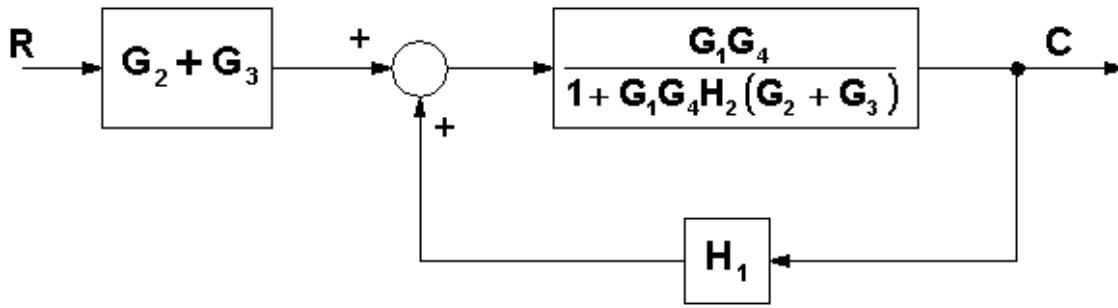 R
G₂ + G₃
+
+
G₁G₄
1 + G₁G₄H₂(G₂ + G₃)
C
H₁